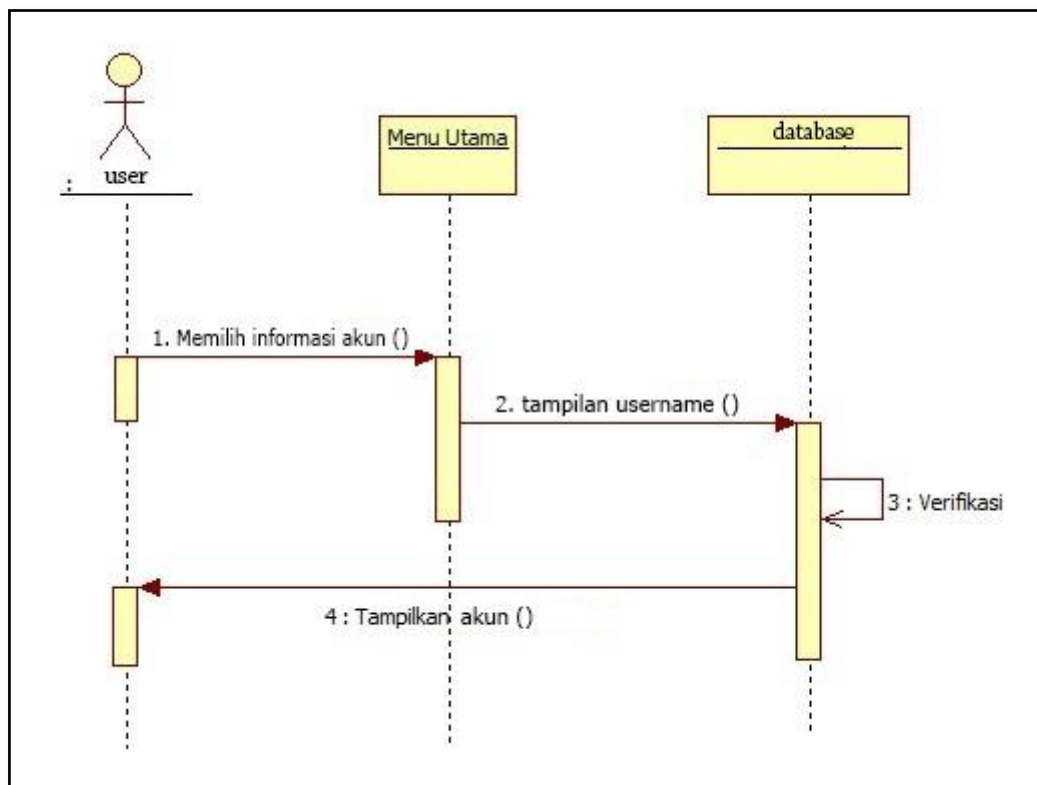 : user
Menu Utama
database
1. Memilih informasi akun ()
2. tampilan username ()
3 : Verifikasi
4 : Tampilkan akun ()